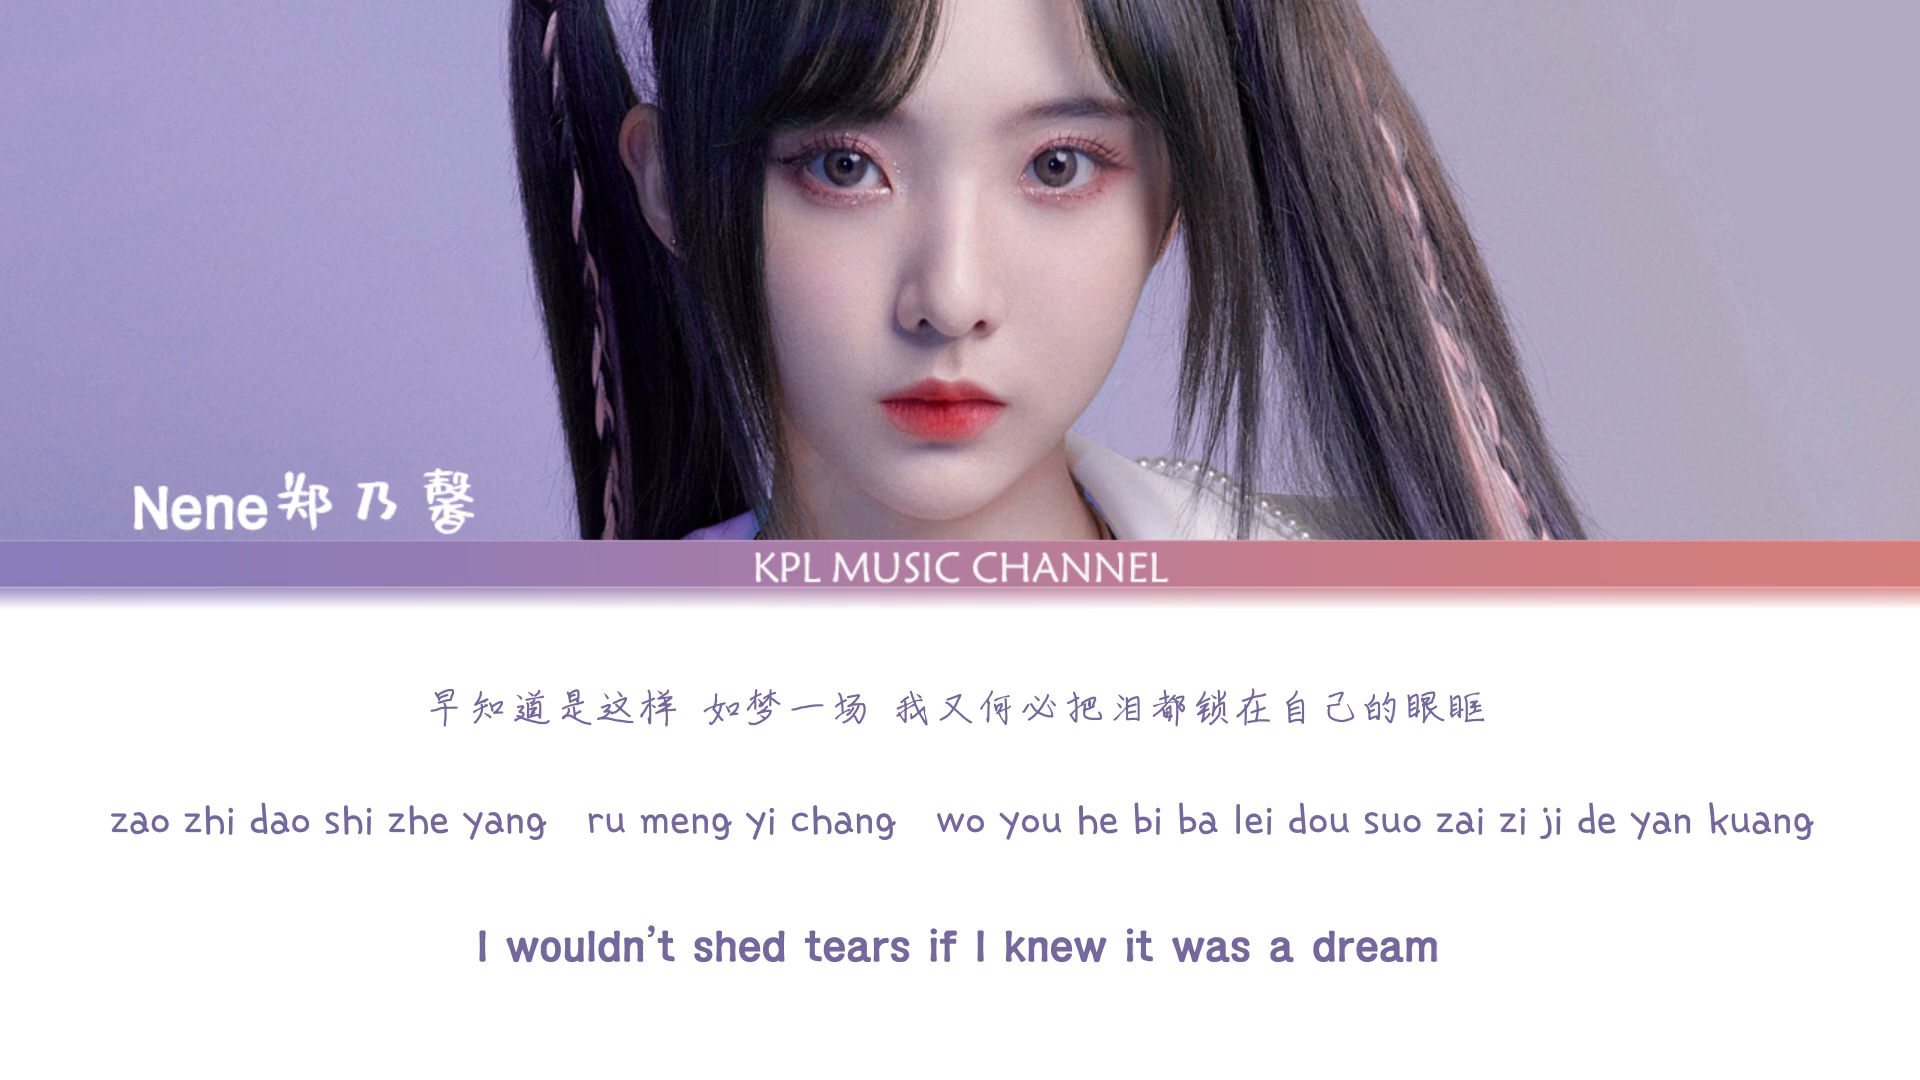 Nene郑乃馨
KPL MUSIC CHANNEL
早知道是这样 如梦一场 我又何必把泪都锁在自己的眼眶
zao zhi dao shi zhe yang ru meng yi chang wo you he bi ba lei dou suo zai zi ji de yan kuang
I wouldn't shed tears if I knew it was a dream